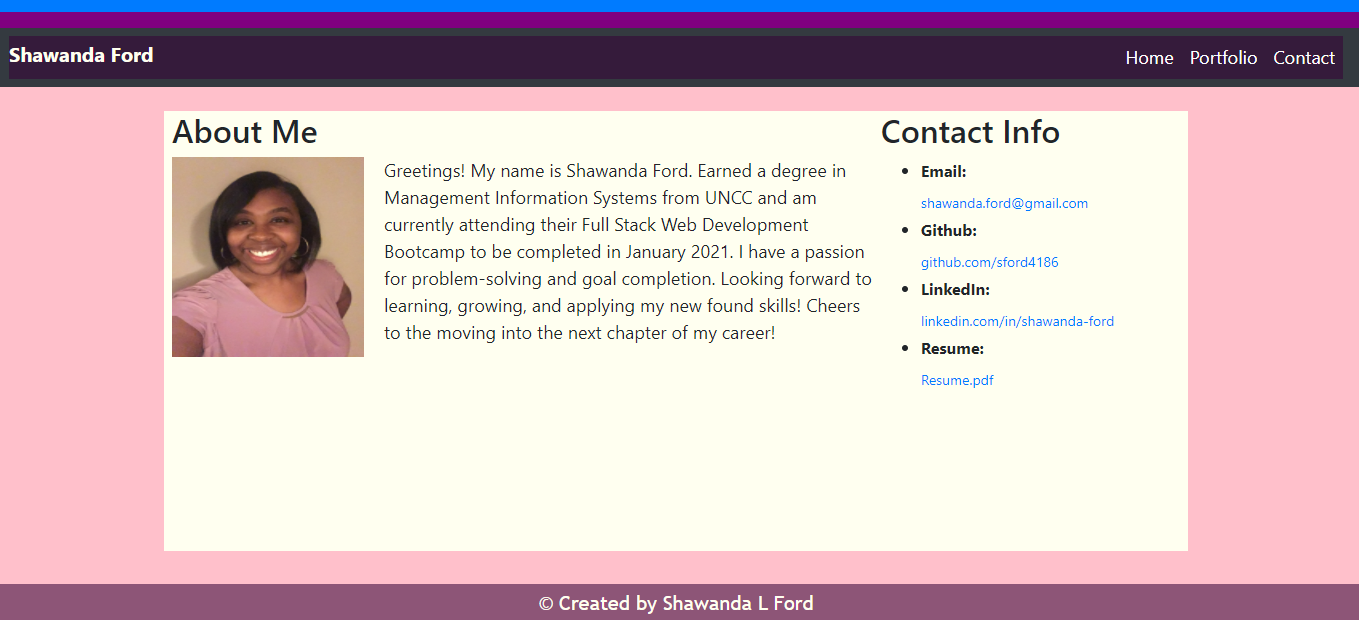 Shawanda Ford
Home Portfolio Contact
About Me
Greetings! My name is Shawanda Ford. Earned a degree in
Management Information Systems from UNCC and am
currently attending their Full Stack Web Development
Bootcamp to be completed in January 2021. I have a passion
for problem-solving and goal completion. Looking forward to
learning, growing, and applying my new found skills! Cheers
to the moving into the next chapter of my career!
Contact Info
• Email:
shawanda.ford@gmail.com
• Github:
github.com/sford4186
• LinkedIn:
linkedin.com/in/shawanda-ford
• Resume:
Resume.pdf
© Created by Shawanda L Ford